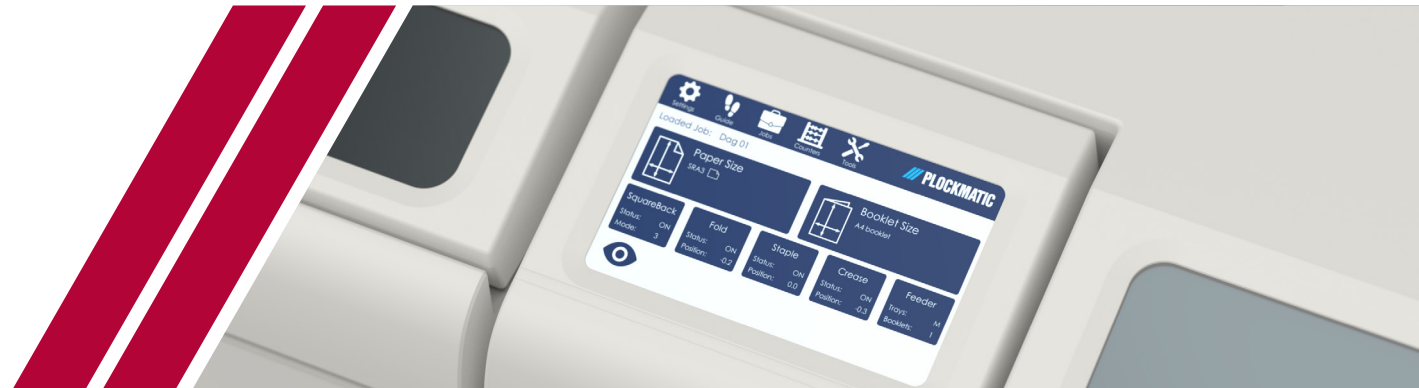 Settings
Guide
Jobs
Counters
Tools
PLOCKMATIC
Loaded Job: Dag 01
Paper Size
SRA3
Booklet Size
A4 booklet
SquareBack
Status: ON
Mode: 3
Fold
Status: ON
Position: -0.2
Staple
Status: ON
Position: 0.0
Crease
Status: ON
Position: -0.3
Feeder
Trays: M
Booklets: 1